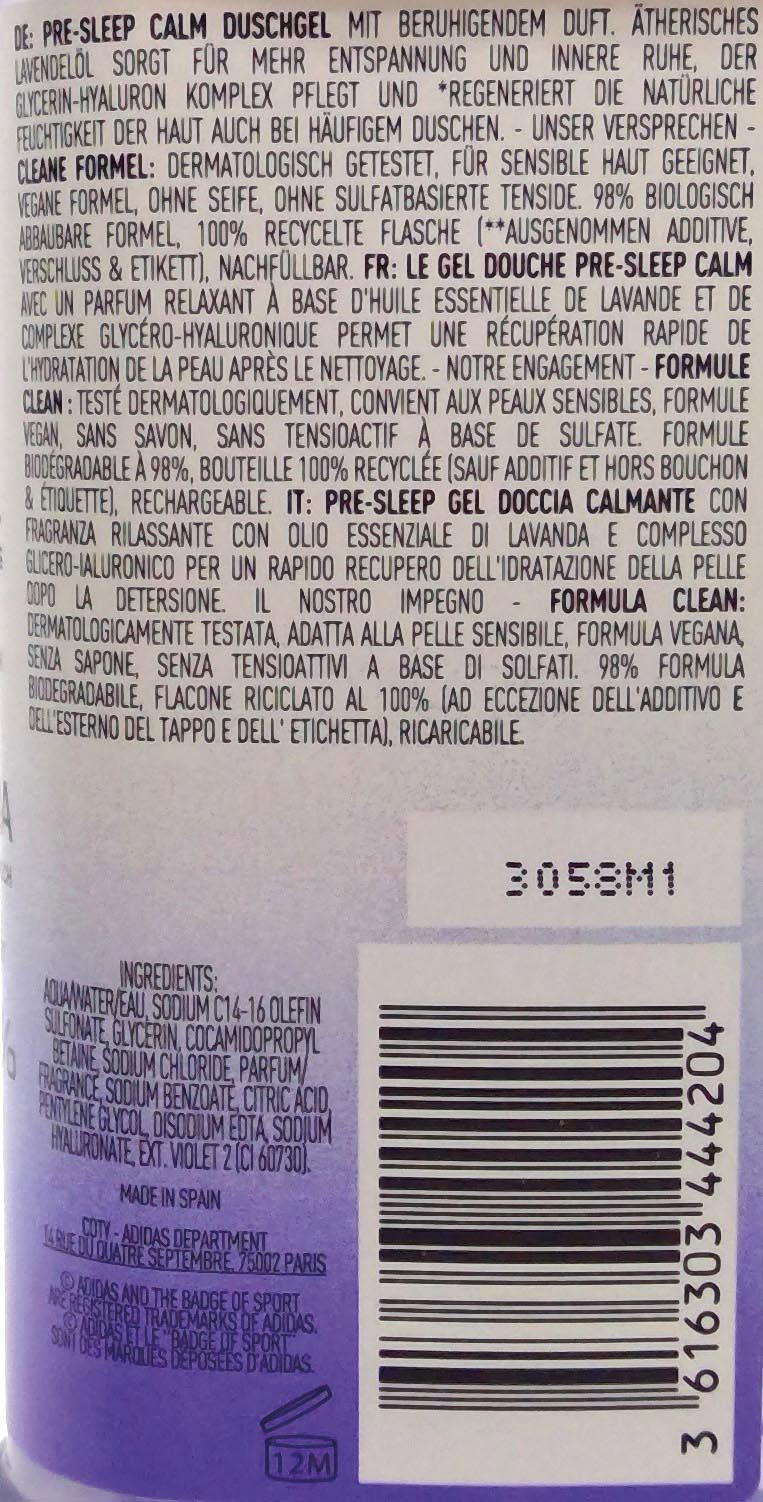 DE: PRE-SLEEP CALM DUSCHGEL MIT BERUHIGENDEM DUFT. ÄTHERISCHES
LAVENDELÖL SORGT FÜR MEHR ENTSPANNUNG UND INNERE RUHE, DER
GLYCERIN-HYALURON KOMPLEX PFLEGT UND *REGENERIERT DIE NATÜRLICHE
FEUCHTIGKEIT DER HAUT AUCH BEI HÄUFIGEM DUSCHEN. - UNSER VERSPRECHEN -
CLEANE FORMEL: DERMATOLOGISCH GETESTET, FÜR SENSIBLE HAUT GEEIGNET,
VEGANE FORMEL, OHNE SEIFE, OHNE SULFATBASIERTE TENSIDE. 98% BIOLOGISCH
ABBAUBARE FORMEL, 100% RECYCELTE FLASCHE (**AUSGENOMMEN ADDITIVE,
VERSCHLUSS & ETIKETT), NACHFÜLLBAR. FR: LE GEL DOUCHE PRE-SLEEP CALM
AVEC UN PARFUM RELAXANT À BASE D'HUILE ESSENTIELLE DE LAVANDE ET DE
COMPLEXE GLYCÉRO-HYALURONIQUE PERMET UNE RÉCUPÉRATION RAPIDE DE
L'HYDRATATION DE LA PEAU APRÈS LE NETTOYAGE. - NOTRE ENGAGEMENT - FORMULE
CLEAN : TESTÉ DERMATOLOGIQUEMENT, CONVIENT AUX PEAUX SENSIBLES, FORMULE
VEGAN, SANS SAVON, SANS TENSIOACTIF À BASE DE SULFATE. FORMULE
BIODÉGRADABLE À 98%, BOUTEILLE 100% RECYCLÉE (SAUF ADDITIF ET HORS BOUCHON
& ÉTIQUETTE), RECHARGEABLE. IT: PRE-SLEEP GEL DOCCIA CALMANTE CON
FRAGRANZA RILASSANTE CON OLIO ESSENZIALE DI LAVANDA E COMPLESSO
GLICERO-IALURONICO PER UN RAPIDO RECUPERO DELL'IDRATAZIONE DELLA PELLE
DOPO LA DETERSIONE. IL NOSTRO IMPEGNO - FORMULA CLEAN:
DERMATOLOGICAMENTE TESTATA, ADATTA ALLA PELLE SENSIBILE, FORMULA VEGANA,
SENZA SAPONE, SENZA TENSIOATTIVI A BASE DI SOLFATI. 98% FORMULA
BIODEGRADABILE, FLACONE RICICLATO AL 100% (AD ECCEZIONE DELL'ADDITIVO E
DELL'ESTERNO DEL TAPPO E DELL' ETICHETTA), RICARICABILE.
3058M1
INGREDIENTS:
AQUA/WATER/EAU, SODIUM C14-16 OLEFIN
SULFONATE, GLYCERIN, COCAMIDOPROPYL
BETAINE, SODIUM CHLORIDE, PARFUM/
FRAGRANCE, SODIUM BENZOATE, CITRIC ACID,
PENTYLENE GLYCOL, DISODIUM EDTA, SODIUM
HYALURONATE, EXT. VIOLET 2 (CI 60730).
MADE IN SPAIN
COTY - ADIDAS DEPARTMENT
14 RUE DU QUATRE SEPTEMBRE, 75002 PARIS
© ADIDAS AND THE BADGE OF SPORT
ARE REGISTERED TRADEMARKS OF ADIDAS.
© ADIDAS ET LE "BADGE OF SPORT"
SONT DES MARQUES DÉPOSÉES D'ADIDAS.
12M
3 616303 444204